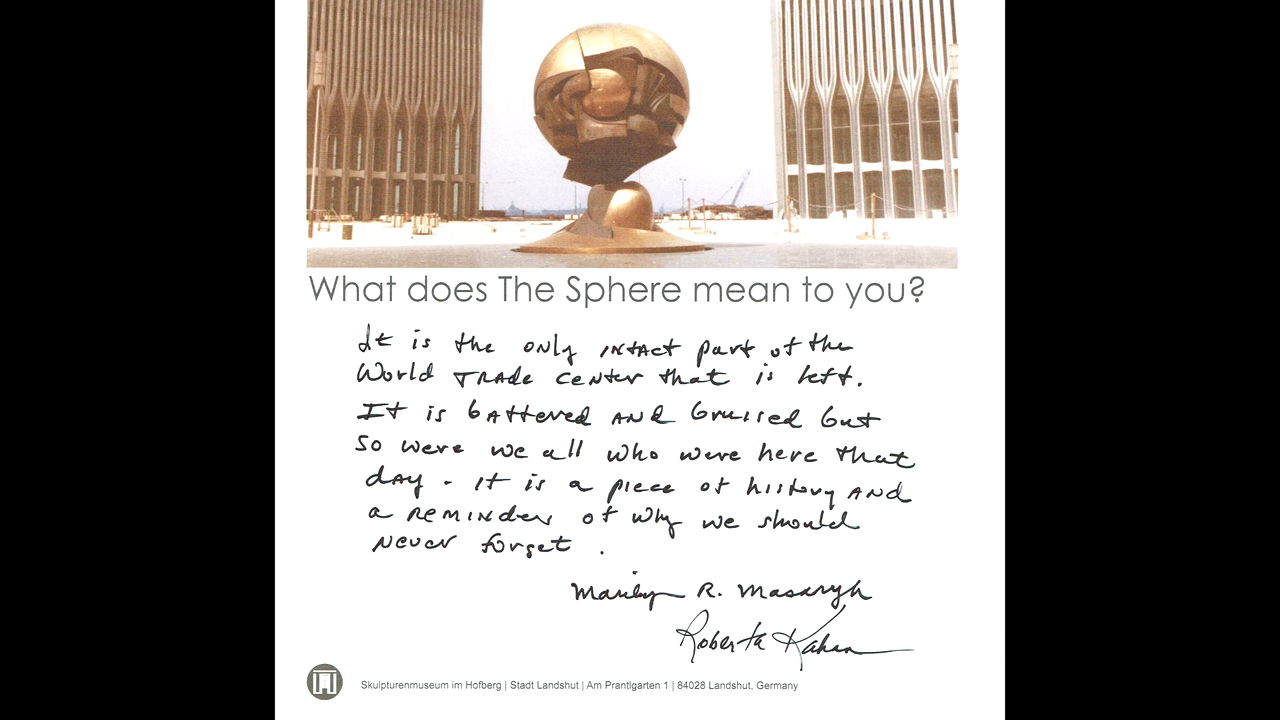 What does The Sphere mean to you?
It is the only intact part of the
World Trade Center that is left.
It is battered and bruised but
so were we all who were here that
day - It is a piece of history and
a reminder of why we should
never forget .
Marilyn R. Masaryk
Roberta Kahan
Skulpturenmuseum im Hofberg | Stadt Landshut | Am Prantlgarten 1 | 84028 Landshut, Germany